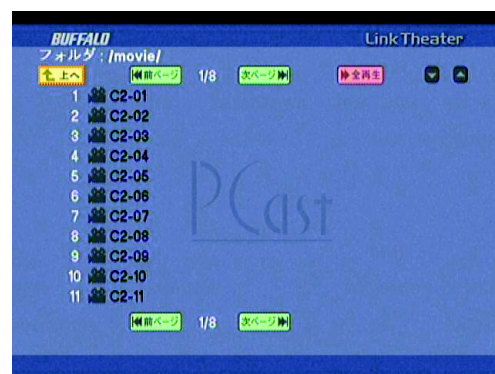 BUFFALO LinkTheater
フォルダ : /movie/
上へ 前ページ 1/8 次ページ 全再生
1 C2-01
2 C2-02
3 C2-03
4 C2-04
5 C2-05
6 C2-06
7 C2-07
8 C2-08
9 C2-09
10 C2-10
11 C2-11
PCast
前ページ 1/8 次ページ